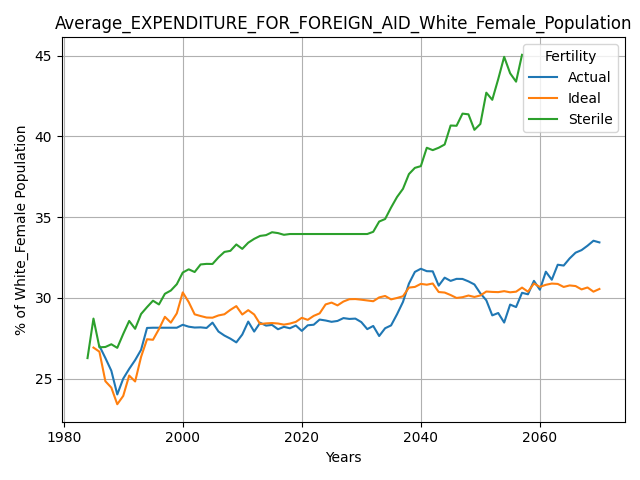 Average_EXPENDITURE_FOR_FOREIGN_AID_White_Female_Population
% of White_Female Population
45
40
35
30
25
Fertility
Actual
Ideal
Sterile
1980
2000
2020
2040
2060
Years